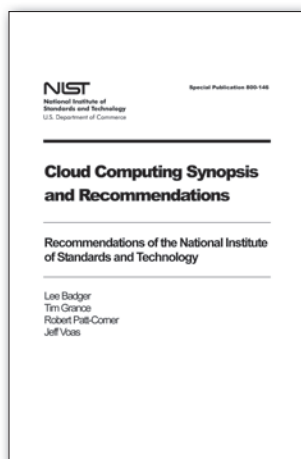 NIST
Special Publication 800-146
National Institute of
Standards and Technology
U.S. Department of Commerce
Cloud Computing Synopsis
and Recommendations
Recommendations of the National Institute
of Standards and Technology
Lee Badger
Tim Grance
Robert Patt-Corner
Jeff Voas